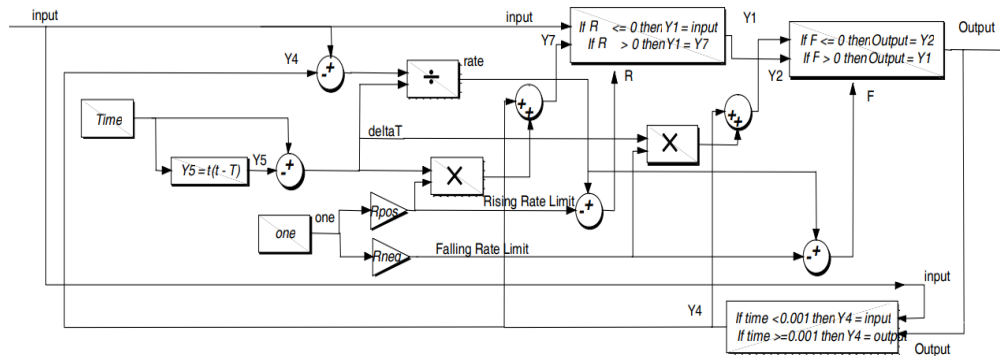 input
input
Y1
Output
If R <= 0 then Y1 = input
If R > 0 then Y1 = Y7
Y7
If F <= 0 then Output = Y2
If F > 0 then Output = Y1
Y4
-
+
÷
rate
R
Y2
F
+
+
+
+
Time
deltaT
×
Y5 = t(t - T)
Y5
-
+
×
Rising Rate Limit
-
+
one
one
Rpos
Rneg
Falling Rate Limit
-
+
input
Y4
If time <0.001 then Y4 = input
If time >=0.001 then Y4 = output
Output